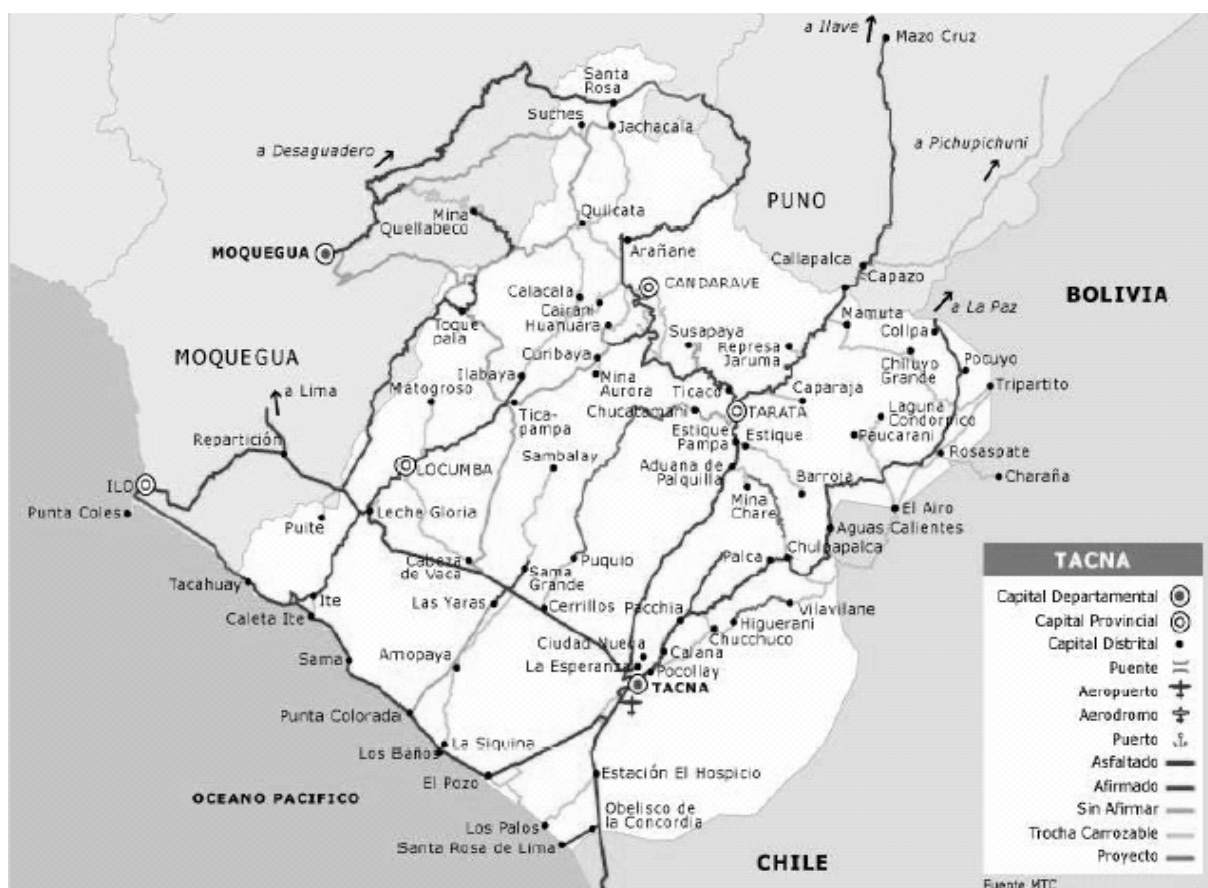 a Ilave
Mazo Cruz
Santa
Rosa
Suches
Jachacala
a Desaguadero
a Pichupichuni
PUNO
Mina
Quellabeco
Quilcata
MOQUEGUA
Arañane
Callapalca
Capazo
CANDARAVE
BOLIVIA
Calacala
Cairani
Huanuara
a La Paz
Toque
pala
Mamuta
Collpa
Susapaya
MOQUEGUA
Curibaya
Represa
Jaruma
Chiluyo
Grande
Pocuyo
Ilabaya
Mina
Aurora
Tripartito
a Lima
Matogroso
Ticaco
Caparaja
Tica-
pampa
Chucatamani
TARATA
Laguna
Condorpico
Repartición
Estique
Pampa
Estique
Paucarani
Sambalay
Rosaspate
LOCUMBA
Aduana de
Palquilla
Barroja
Charaña
ILO
Mina
Chare
Punta Coles
Leche Gloria
El Airo
Puite
Aguas Calientes
Cabeza
de Vaca
Puquio
Palca
Chulpapalca
TACNA
Tacahuay
Sama
Grande
Capital Departamental
Ite
Las Yaras
Cerrillos
Pacchia
Vilavilane
Caleta Ite
Higuerani
Capital Provincial
Chucchuco
Capital Distrital
Ciudad Nueca
Calana
Sama
Amopaya
La Esperanza
Pocollay
Puente
TACNA
Aeropuerto
Punta Colorada
Aerodromo
Los Baños
La Siquina
Puerto
El Pozo
Estación El Hospicio
Asfaltado
OCEANO PACIFICO
Afirmado
Obelisco de
la Concordia
Sin Afirmar
Los Palos
Trocha Carrozable
Santa Rosa de Lima
Proyecto
CHILE
Fuente MTC